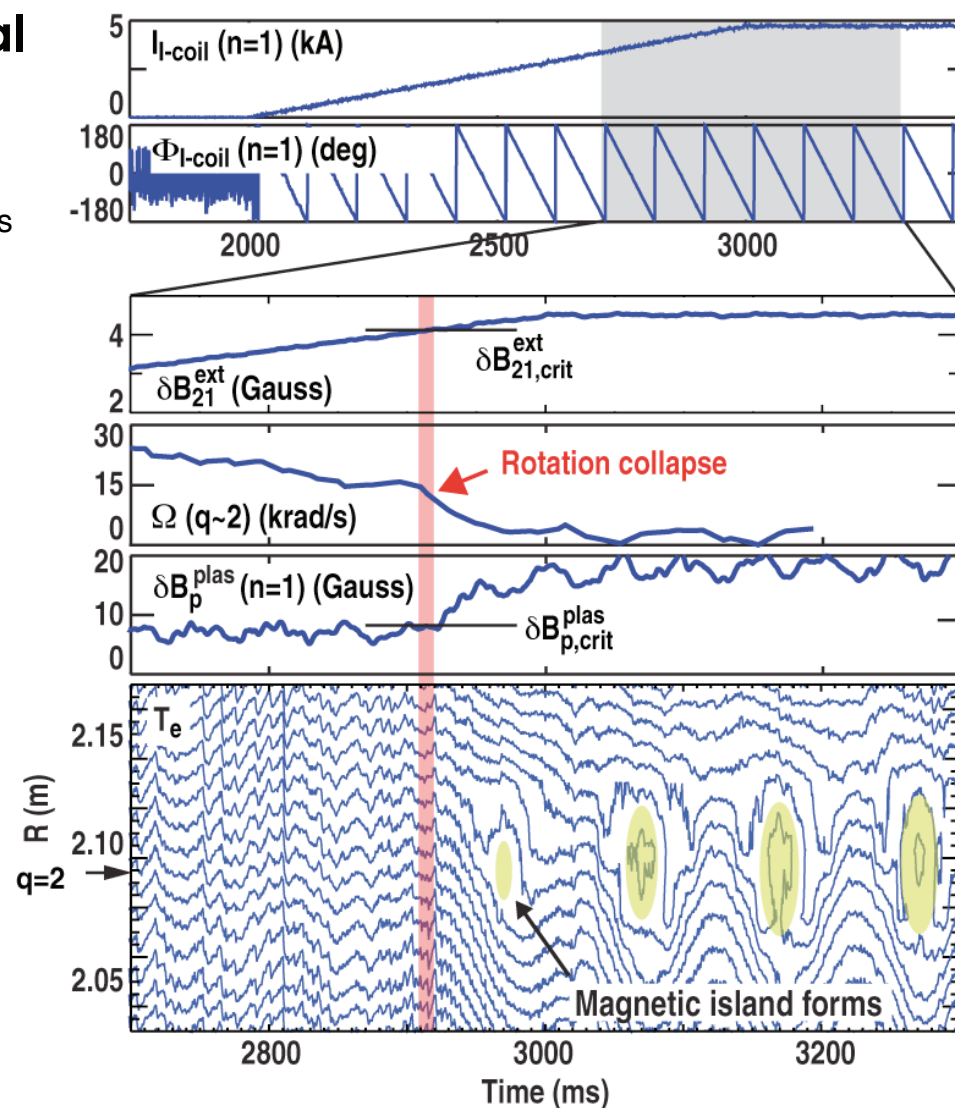 al
s
5
I_I-coil (n=1) (kA)
0
180
Φ_I-coil (n=1) (deg)
0
-180
2000 2500 3000
4
δB_21^ext (Gauss)
δB_21,crit^ext
2
30
Rotation collapse
15
Ω (q~2) (krad/s)
0
20
δB_p^plas (n=1) (Gauss)
10
δB_p,crit^plas
0
T_e
2.15
R (m)
2.10
q=2
2.05
Magnetic island forms
2800 3000 3200
Time (ms)